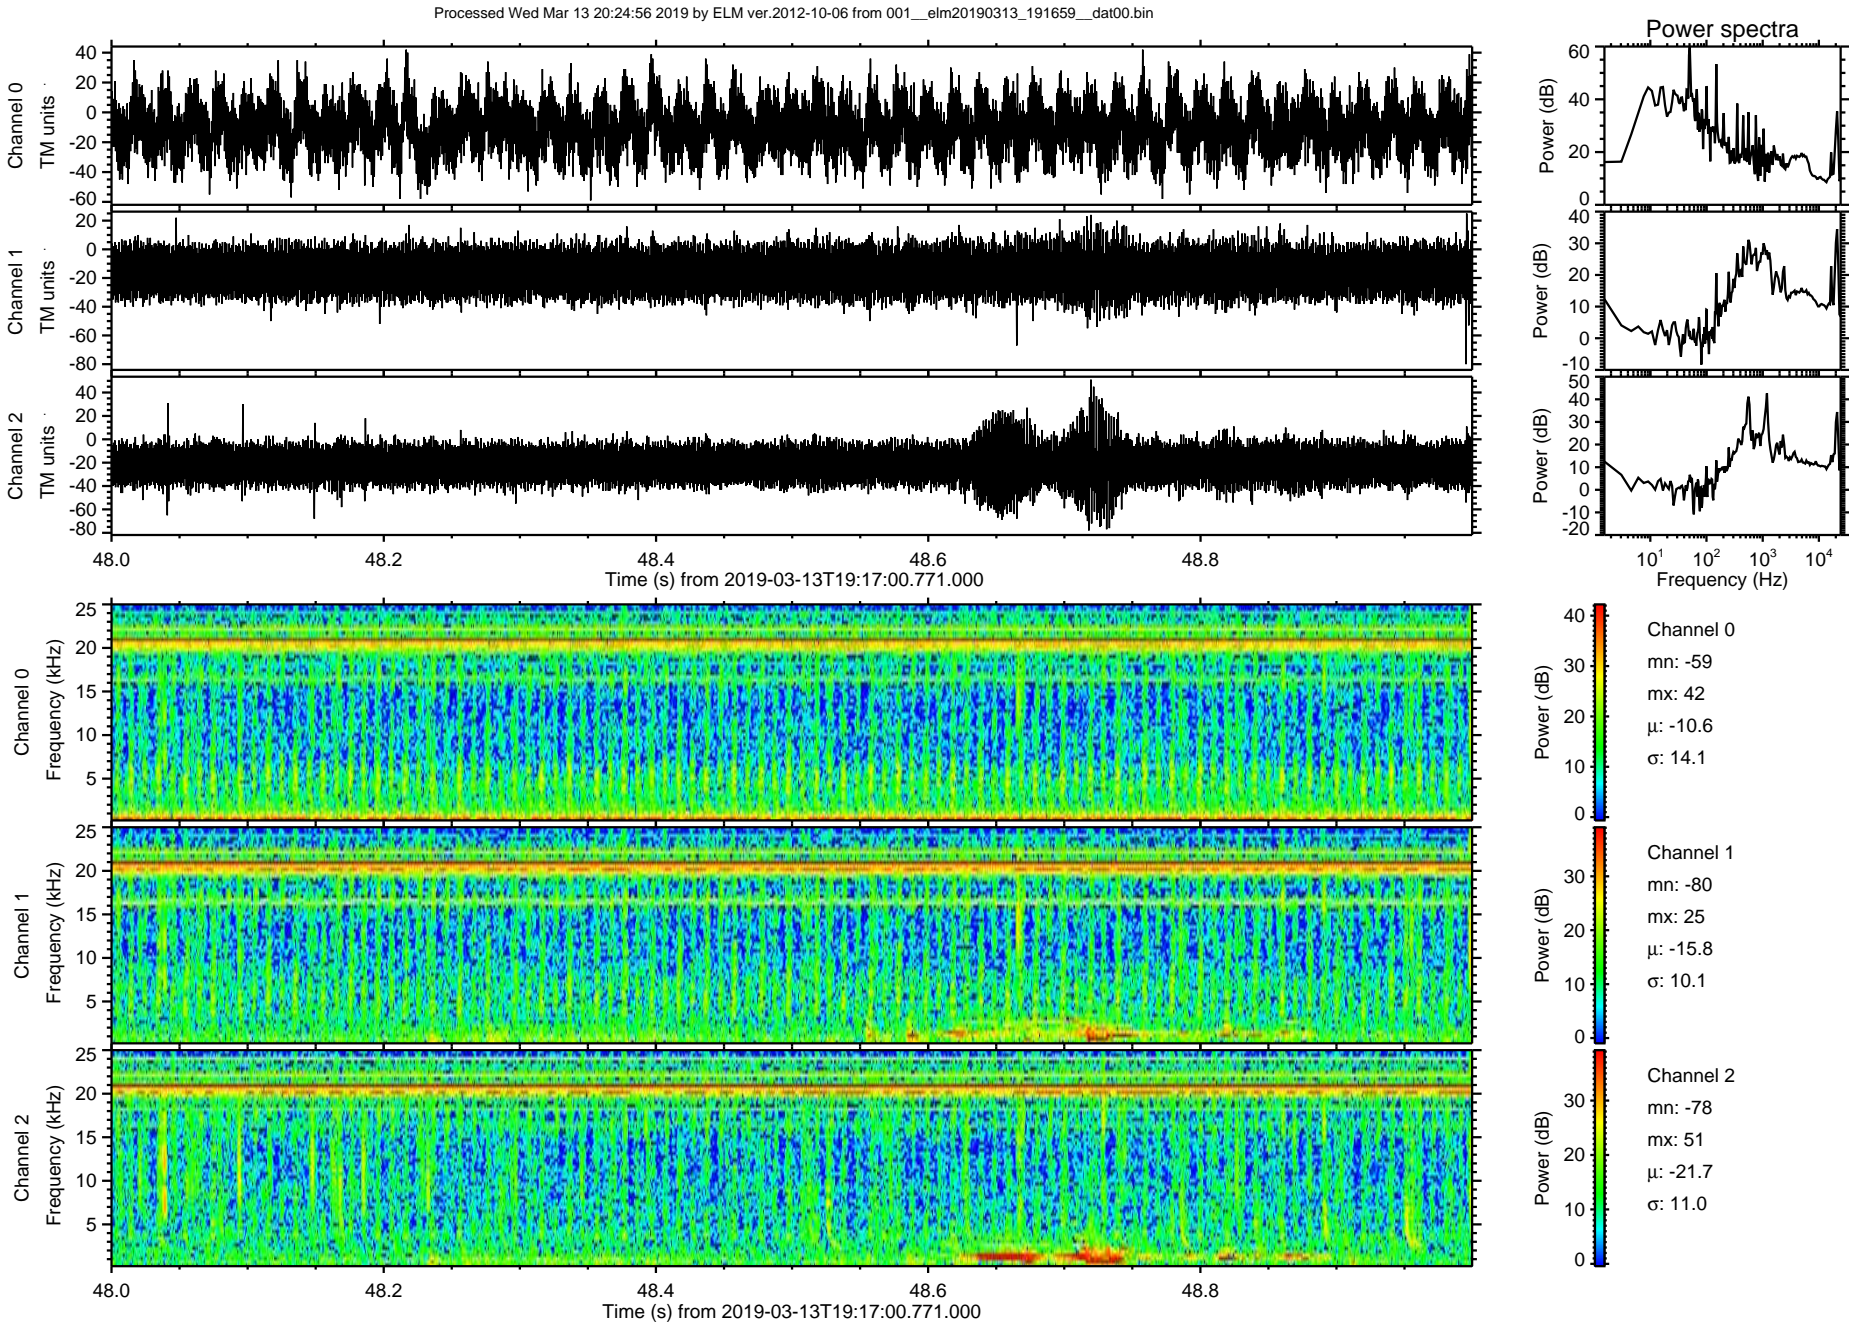 Processed Wed Mar 13 20:24:56 2019 by ELM ver.2012-10-06 from 001__elm20190313_191659__dat00.bin
Power spectra
Channel 0
TM units
40
20
0
-20
-40
-60
Power (dB)
60
40
20
0
Channel 1
TM units
20
0
-20
-40
-60
-80
Power (dB)
40
30
20
10
0
-10
Channel 2
TM units
40
20
0
-20
-40
-60
-80
Power (dB)
50
40
30
20
10
0
-10
-20
48.0 48.2 48.4 48.6 48.8
Time (s) from 2019-03-13T19:17:00.771.000
10¹ 10² 10³ 10⁴
Frequency (Hz)
Channel 0
Frequency (kHz)
25
20
15
10
5
Power (dB)
40
30
20
10
0
Channel 0
mn: -59
mx: 42
μ: -10.6
σ: 14.1
Channel 1
Frequency (kHz)
25
20
15
10
5
Power (dB)
30
20
10
0
Channel 1
mn: -80
mx: 25
μ: -15.8
σ: 10.1
Channel 2
Frequency (kHz)
25
20
15
10
5
Power (dB)
30
20
10
0
Channel 2
mn: -78
mx: 51
μ: -21.7
σ: 11.0
48.0 48.2 48.4 48.6 48.8
Time (s) from 2019-03-13T19:17:00.771.000